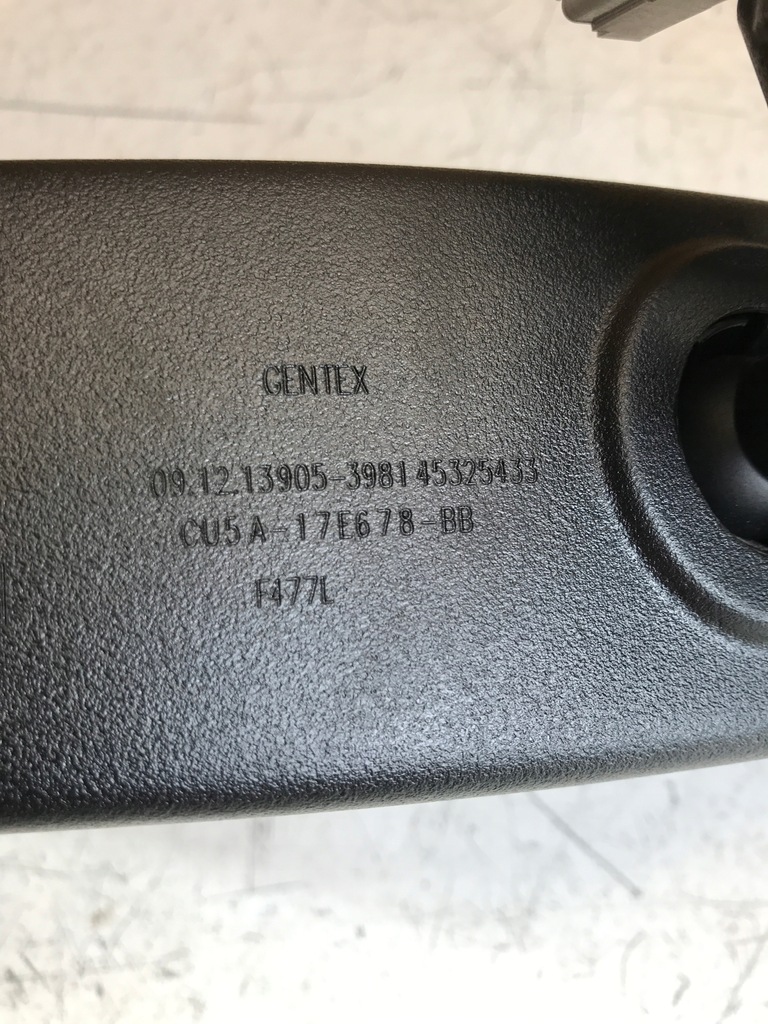 GENTEX
09.12.13905-398145325433
CU5A-17E678-BB
F477L